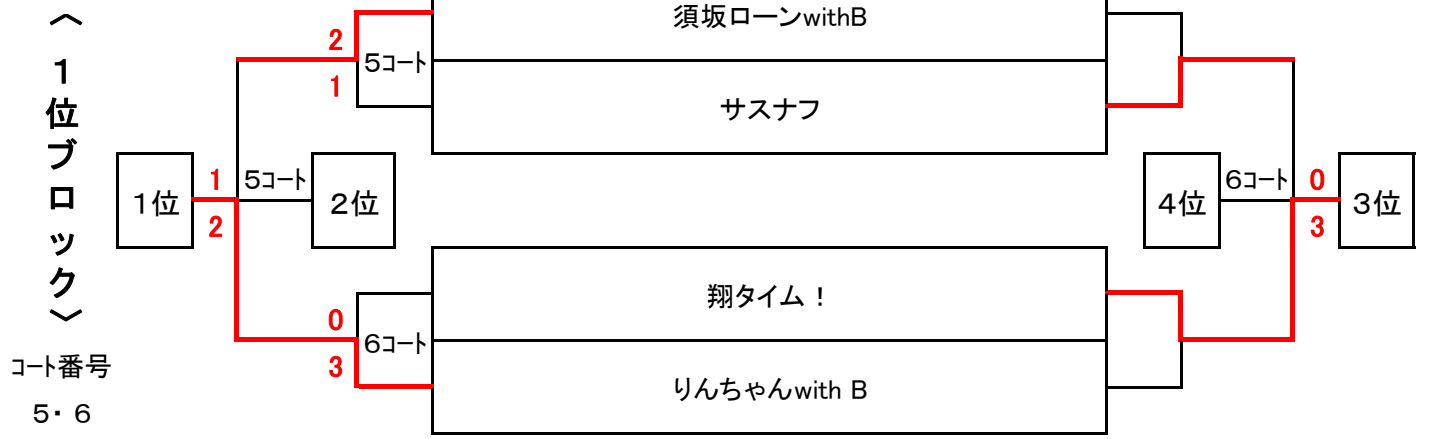 〈１位ブロック〉
コート番号
５・６
須坂ローンwithB
サスナフ
翔タイム！
りんちゃんwith B
2
5コート
1
1位
1
5コート
2位
2
0
6コート
3
4位
6コート
0
3位
3